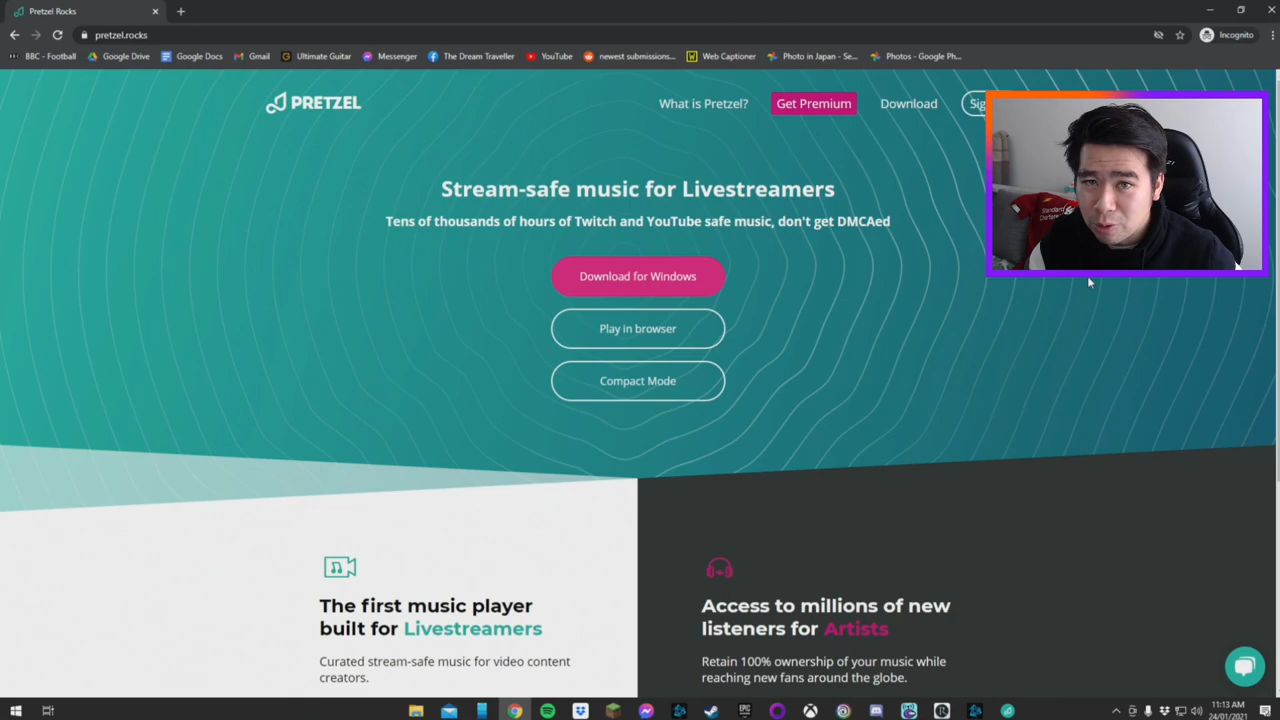 Pretzel Rocks
pretzel.rocks
Incognito
BBC - Football
Google Drive
Google Docs
Gmail
Ultimate Guitar
Messenger
The Dream Traveller
YouTube
newest submissions...
Web Captioner
Photo in Japan - Se...
Photos - Google Ph...
PRETZEL
What is Pretzel?
Get Premium
Download
Sig
Stream-safe music for Livestreamers
Tens of thousands of hours of Twitch and YouTube safe music, don't get DMCAed
Download for Windows
Play in browser
Compact Mode
Standard
Chartered
The first music player
built for Livestreamers
Curated stream-safe music for video content
creators.
Access to millions of new
listeners for Artists
Retain 100% ownership of your music while
reaching new fans around the globe.
11:13 AM
24/01/2021